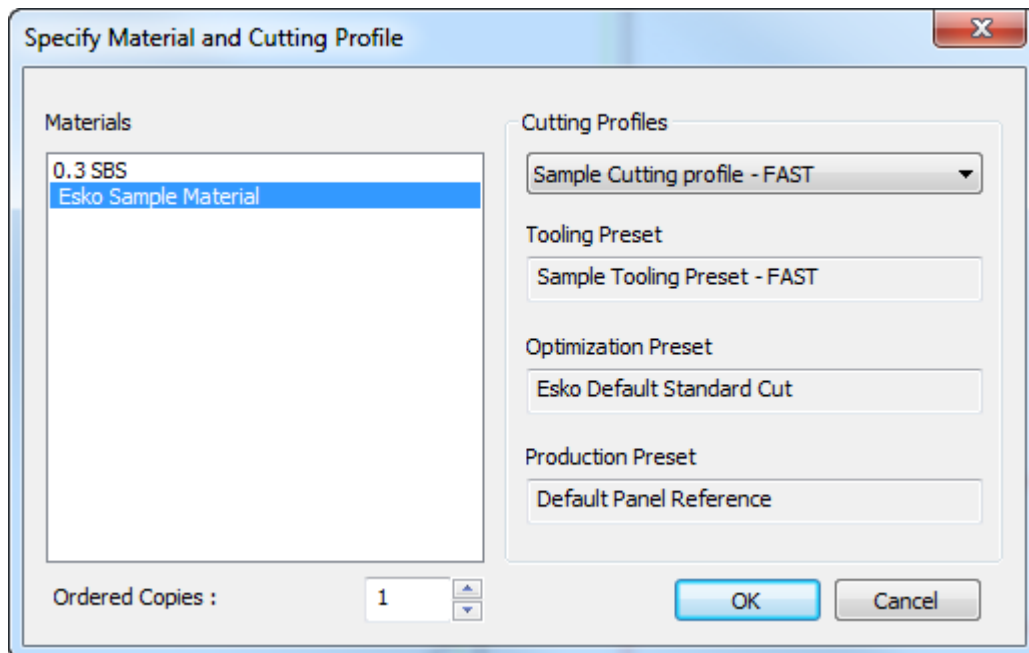 Specify Material and Cutting Profile
Materials
0.3 SBS
Esko Sample Material
Ordered Copies :
1
Cutting Profiles
Sample Cutting profile - FAST
Tooling Preset
Sample Tooling Preset - FAST
Optimization Preset
Esko Default Standard Cut
Production Preset
Default Panel Reference
OK
Cancel